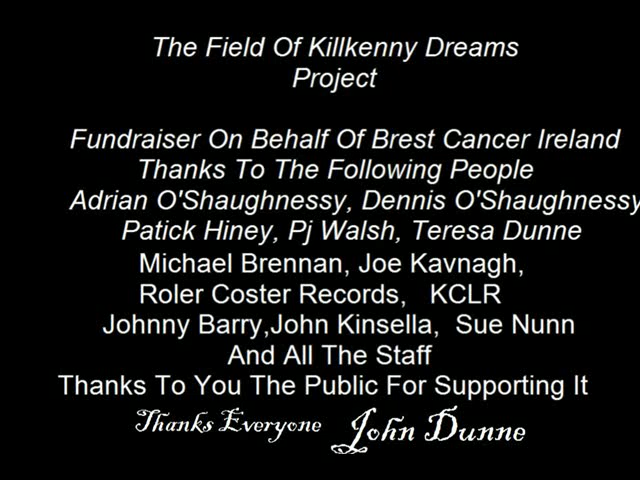 The Field Of Killkenny Dreams
Project
Fundraiser On Behalf Of Brest Cancer Ireland
Thanks To The Following People
Adrian O'Shaughnessy, Dennis O'Shaughnessy
Patick Hiney, Pj Walsh, Teresa Dunne
Michael Brennan, Joe Kavnagh,
Roler Coster Records, KCLR
Johnny Barry,John Kinsella, Sue Nunn
And All The Staff
Thanks To You The Public For Supporting It
Thanks Everyone John Dunne